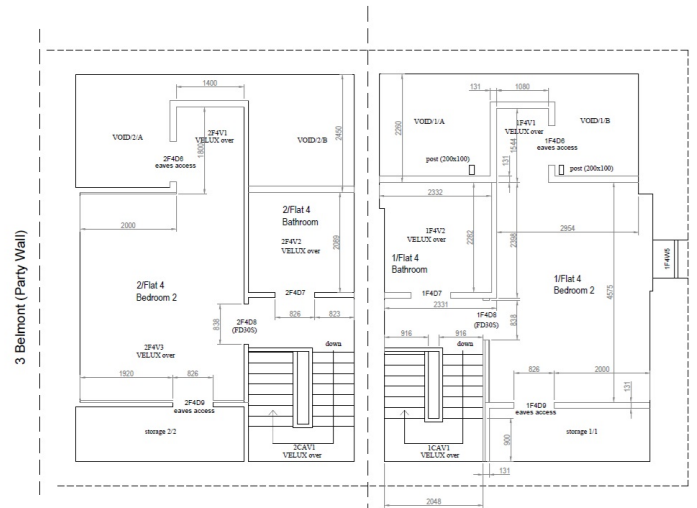 3 Belmont (Party Wall)
1400
VOID/2/A
2F4V1
VELUX over
VOID/2/B
2450
2F4D6
eaves access
1800
2000
2/Flat 4
Bathroom
2F4V2
VELUX over
2089
2/Flat 4
Bedroom 2
2F4D7
826
823
838
2F4D8
(FD30S)
down
2F4V3
VELUX over
1920
826
2F4D9
eaves access
storage 2/2
2CAV1
VELUX over
131
1080
2260
VOID/1/A
1F4V1
VELUX over
VOID/1/B
1544
1F4D6
eaves access
131
post (200x100)
post (200x100)
2332
1F4V2
VELUX over
2282
2398
2954
1/Flat 4
Bathroom
1/Flat 4
Bedroom 2
4575
1F4W5
1F4D7
2331
1F4D8
(FD30S)
838
916
916
down
826
2000
131
1F4D9
eaves access
storage 1/1
900
1CAV1
VELUX over
131
2048